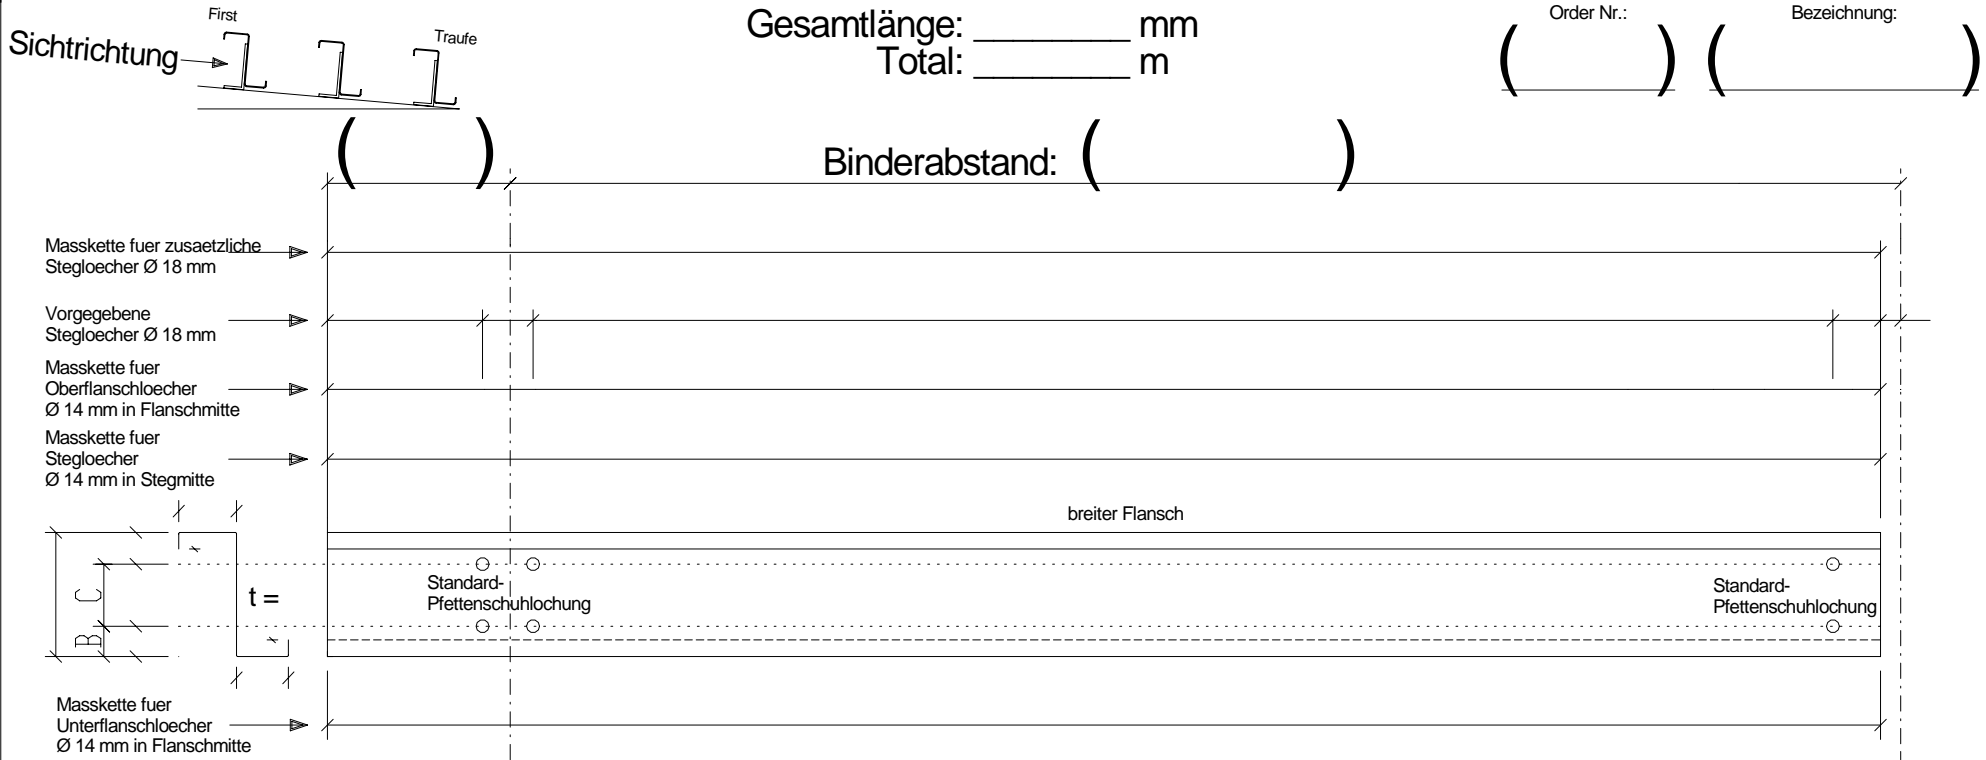 First
Traufe
Sichtrichtung
Gesamtlänge: ________ mm
Total: ________ m
Order Nr.:
Bezeichnung:
( )
( )
( )
Binderabstand: ( )
Masskette fuer zusaetzliche
Stegloecher Ø 18 mm
Vorgegebene
Stegloecher Ø 18 mm
Masskette fuer
Oberflanschloecher
Ø 14 mm in Flanschmitte
Masskette fuer
Stegloecher
Ø 14 mm in Stegmitte
breiter Flansch
C
B
t =
Standard-
Pfettenschuhlochung
Standard-
Pfettenschuhlochung
Masskette fuer
Unterflanschloecher
Ø 14 mm in Flanschmitte